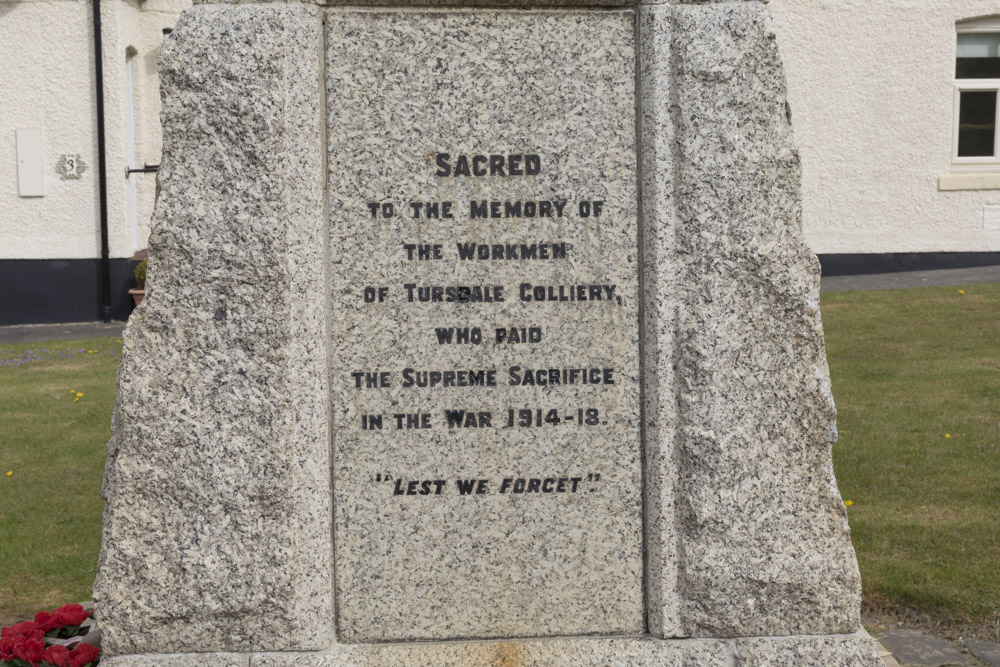 3
SACRED
TO THE MEMORY OF
THE WORKMEN
OF TURSDALE COLLIERY,
WHO PAID
THE SUPREME SACRIFICE
IN THE WAR 1914-18.
"LEST WE FORGET".